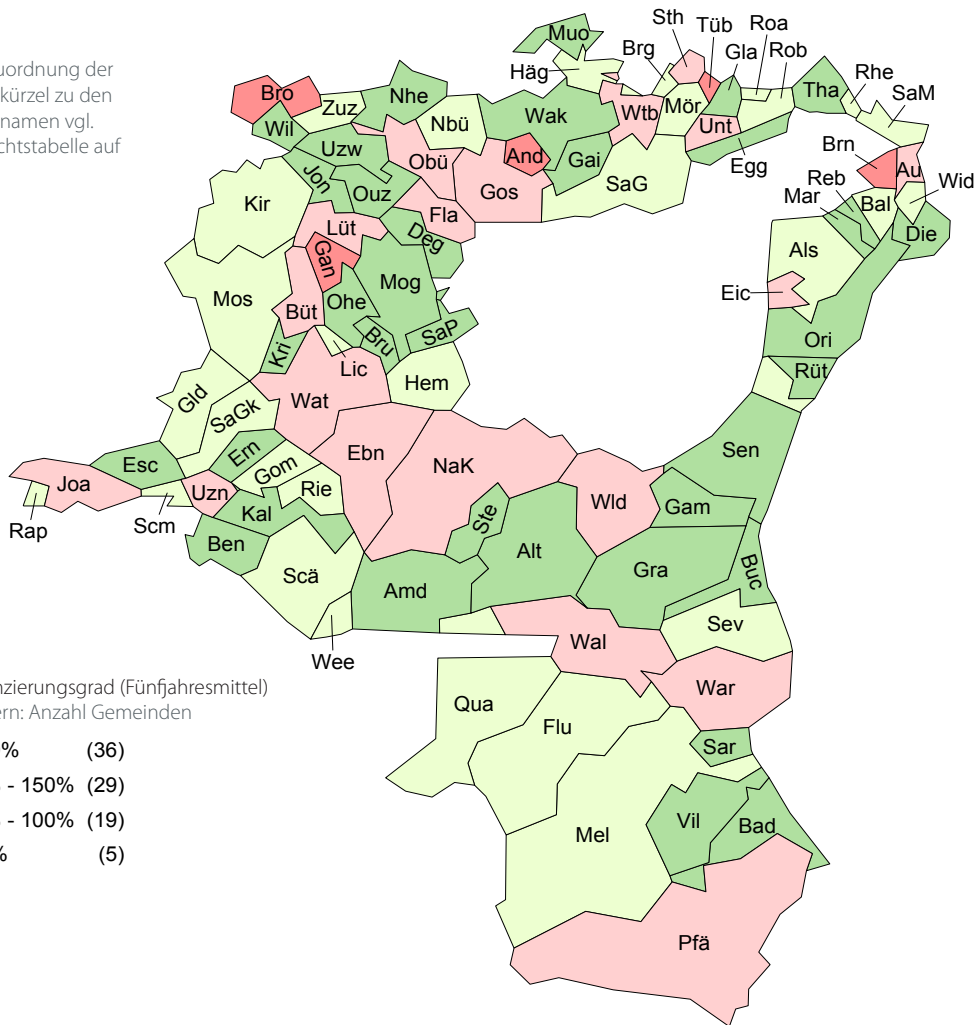 uordnung der
kürzel zu den
namen vgl.
chtstabelle auf
Muo
Sth
Tüb
Roa
Brg
Gla
Rob
Häg
Rhe
SaM
Bro
Zuz
Nhe
Mör
Tha
Wil
Nbü
Wak
Wtb
Unt
Uzw
Obü
And
Gai
Egg
Brn
Au
Jon
Ouz
Gos
SaG
Reb
Wid
Kir
Mar
Bal
Lüt
Fla
Deg
Als
Die
Gan
Mog
Mos
Ohe
Eic
Büt
Bru
SaP
Ori
Kri
Lic
Rüt
Gld
Wat
Hem
SaGk
Ebn
Sen
Esc
Ern
Gom
NaK
Joa
Uzn
Rie
Wld
Gam
Rap
Scm
Kal
Ste
Ben
Alt
Scä
Amd
Gra
Buc
Wee
Wal
Sev
War
nzierungsgrad (Fünfjahresmittel)
ern: Anzahl Gemeinden
Qua
Flu
% (36)
- 150% (29)
- 100% (19)
% (5)
Sar
Mel
Vil
Bad
Pfä